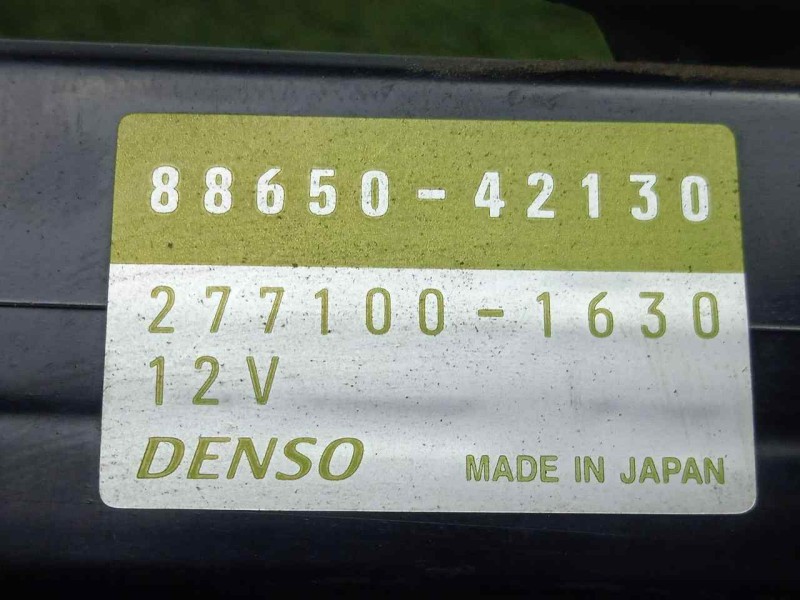 88650-42130
277100-1630
12V
DENSO
MADE IN JAPAN